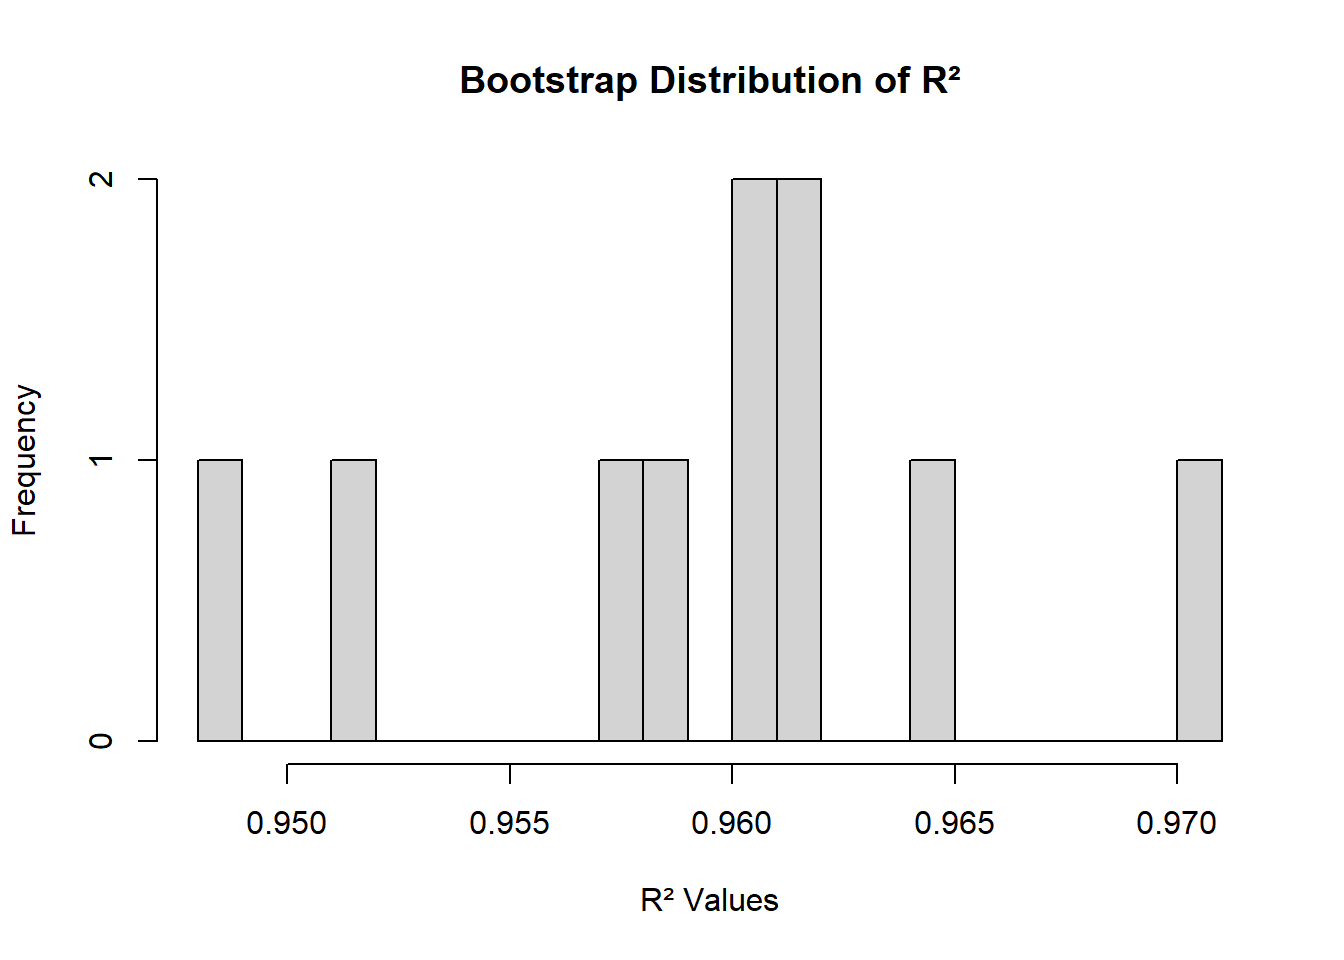 Bootstrap Distribution of R²
Frequency
2
1
0
0.950 0.955 0.960 0.965 0.970
R² Values